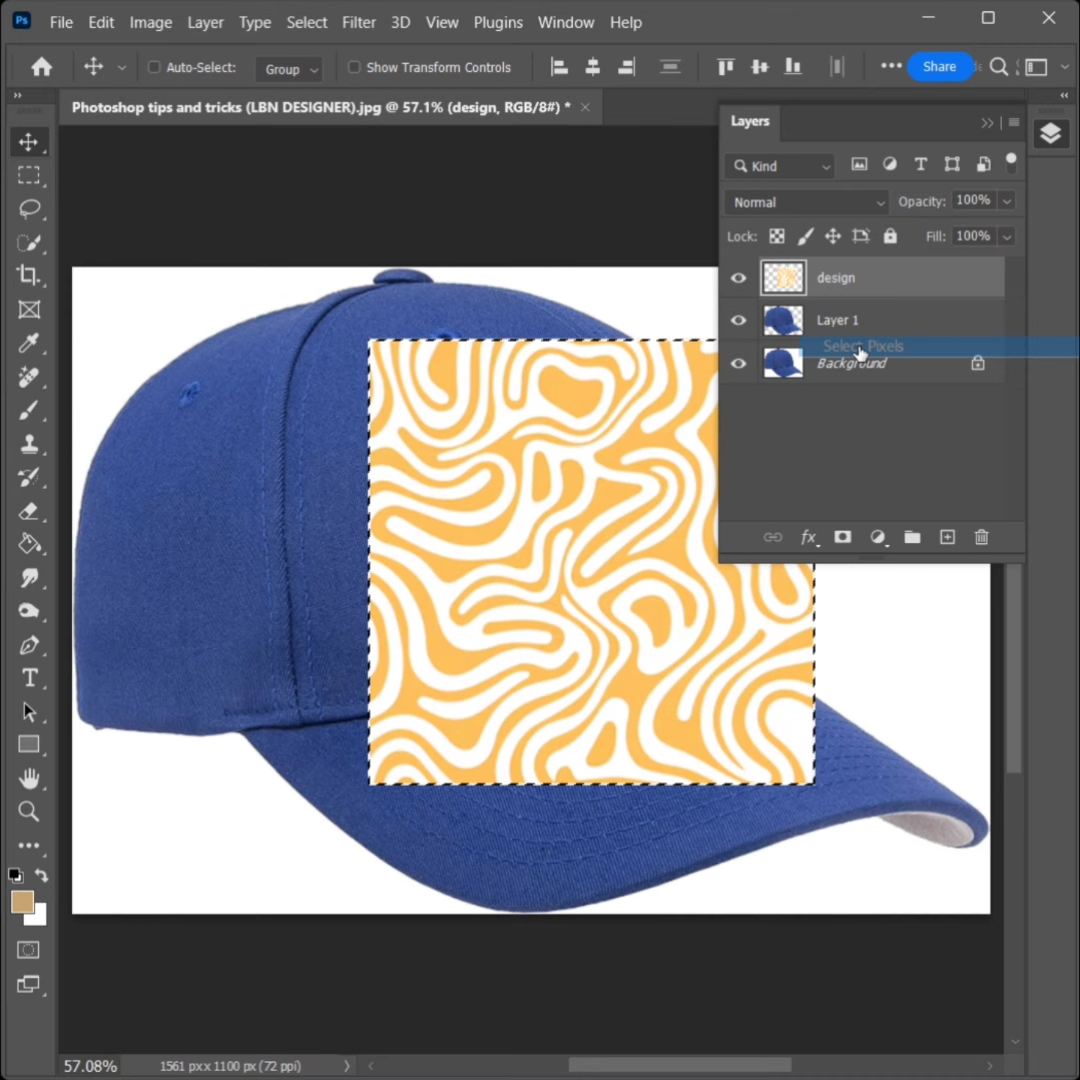 Ps File Edit Image Layer Type Select Filter 3D View Plugins Window Help
Auto-Select: Group Show Transform Controls Share
Photoshop tips and tricks (LBN DESIGNER).jpg @ 57.1% (design, RGB/8#) *
Layers
Kind
Normal Opacity: 100%
Lock: Fill: 100%
design
Layer 1
Select Pixels
Background
fx
57.08% 1561 px x 1100 px (72 ppi)